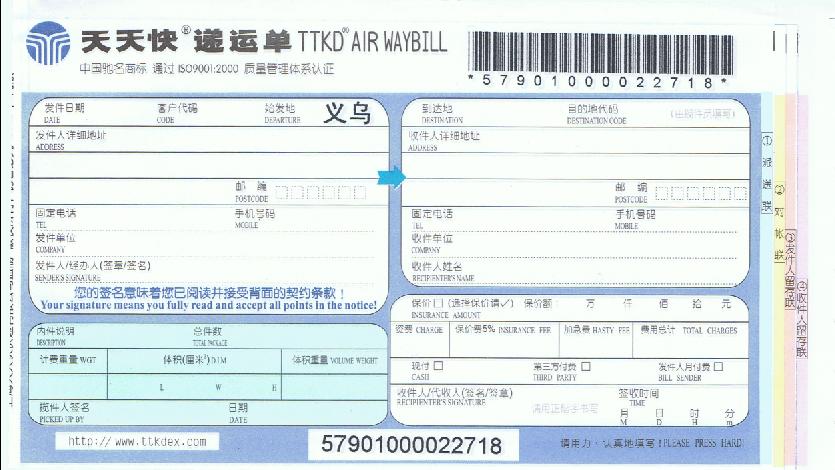 天天快®递运单 TTKD® AIR WAYBILL
中国驰名商标 通过 ISO9001:2000 质量管理体系认证
*57901000022718*
发件日期 客户代码 始发地 义乌
DATE CODE DEPARTURE
发件人详细地址
ADDRESS
邮 编
POSTCODE
固定电话 手机号码
TEL MOBILE
发件单位
COMPANY
发件人/经办人(签章/签名)
SENDER'S SIGNATURE
您的签名意味着您已阅读并接受背面的契约条款！
Your signature means you fully read and accept all points in the notice!
到达地 目的地代码
DESTINATION DESTINATION CODE
收件人详细地址
ADDRESS
邮 编
POSTCODE
固定电话 手机号码
TEL MOBILE
收件单位
COMPANY
收件人姓名
RECIPIENT'S NAME
内件说明 总件数
DESCRIPTION TOTAL PACKAGE
计费重量 WGT 体积(厘米³) DIM 体积重量 VOLUME WEIGHT
L W H
揽件人签名 日期
PICKED UP BY DATE
保价 □ (选择保价请✓) 保价额: 万 仟 佰 拾 元
INSURANCE AMOUNT
资费 CHARGE 保价费5% INSURANCE FEE 加急费 HASTY FEE 费用总计 TOTAL CHARGES
现付 □ 第三方付费 □ 发件人月付费 □
CASH THIRD PARTY BILL SENDER
收件人/代收人(签名/签章) 签收时间
RECIPIENT'S SIGNATURE TIME
请用正楷字书写
月 日 时 分
M D H m
http://www.ttkdex.com
57901000022718
请用力、认真地填写！PLEASE PRESS HARD
①派送联
②对账联
③发件人留存联
④收件人留存联